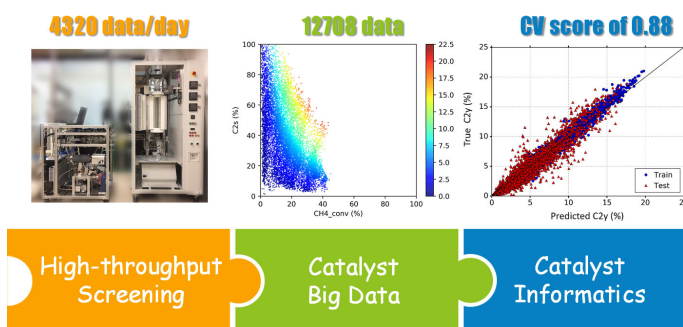 4320 data/day
12708 data
CV score of 0.88
C2s (%)
100
80
60
40
20
0
0 20 40 60 80 100
CH4_conv (%)
22.5
20.0
17.5
15.0
12.5
10.0
7.5
5.0
2.5
0.0
True C2y (%)
25
20
15
10
5
0
0 5 10 15 20 25
Predicted C2y (%)
Train
Test
High-throughput
Screening
Catalyst
Big Data
Catalyst
Informatics